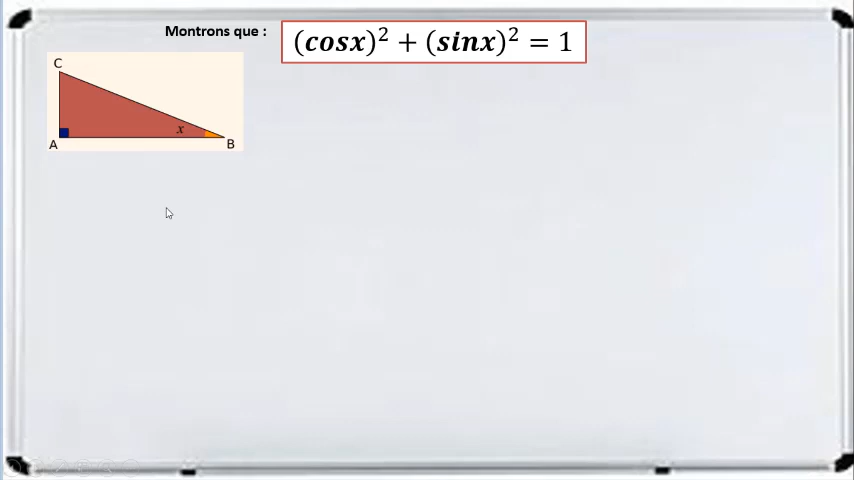 Montrons que :
(cosx)² + (sinx)² = 1
C
x
A
B